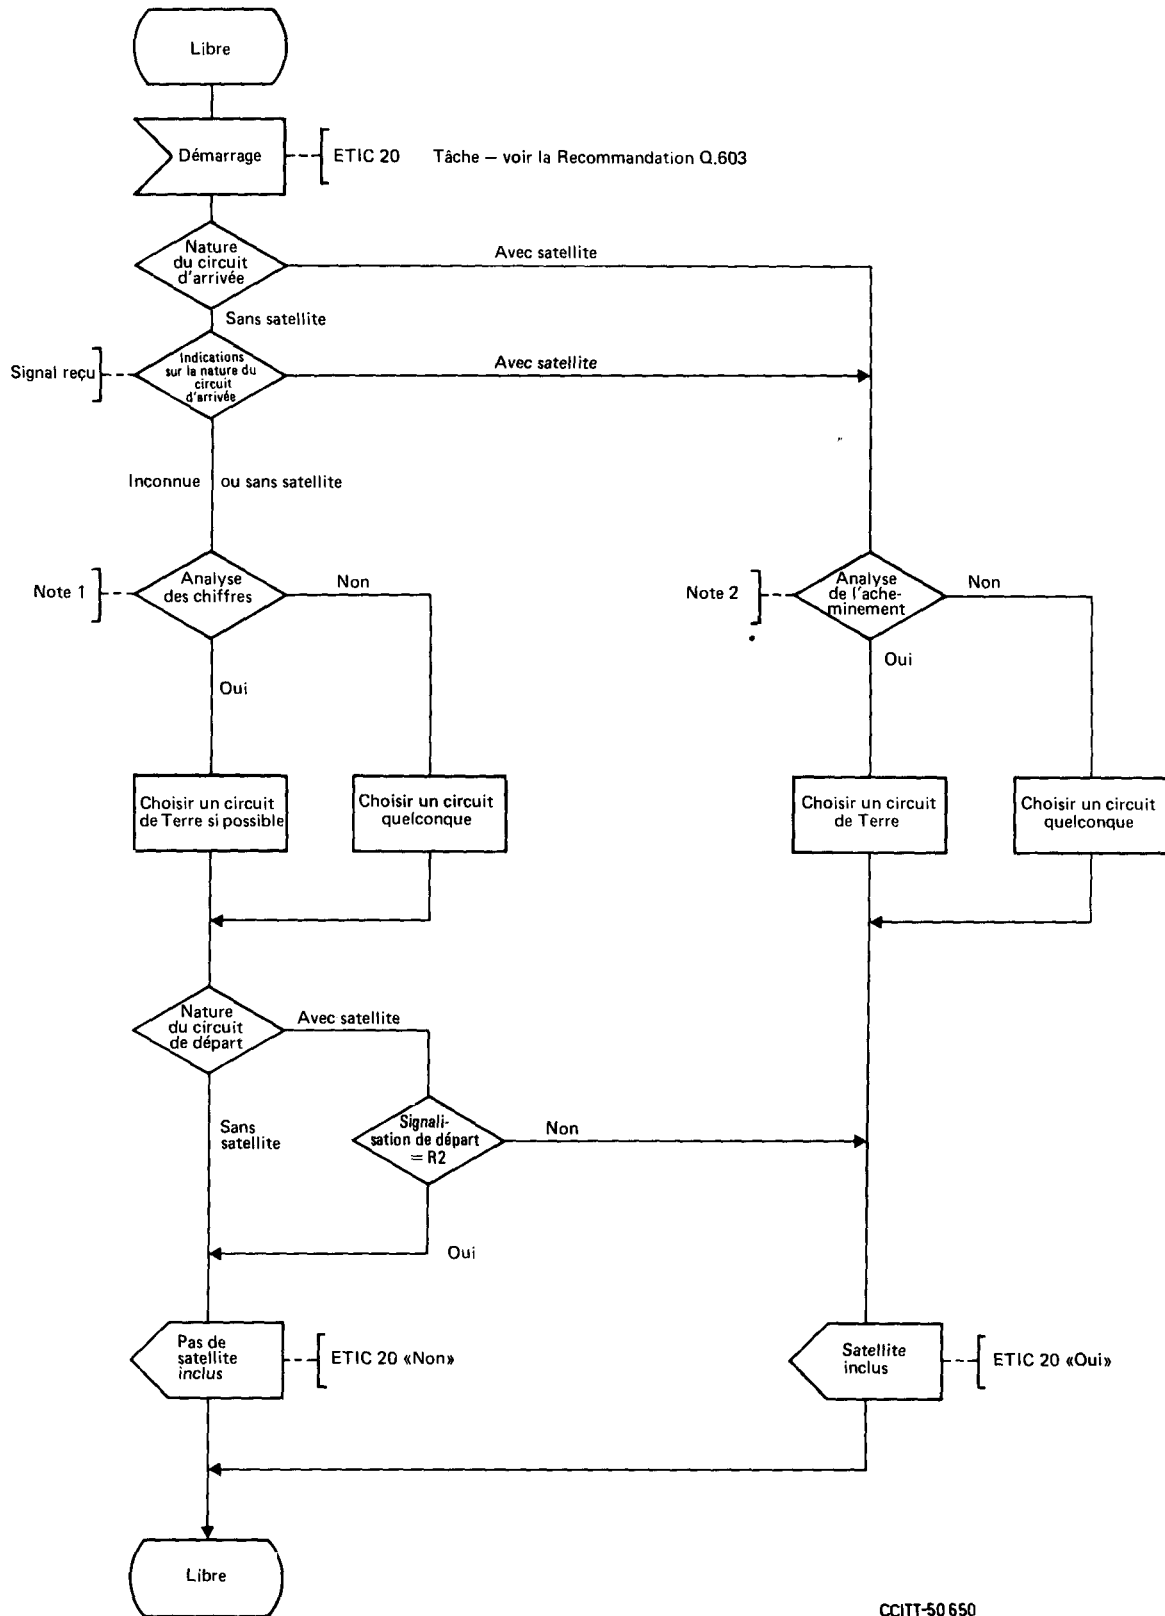 Libre
Démarrage
ETIC 20 Tâche – voir la Recommandation Q.603
Nature
du circuit
d'arrivée
Avec satellite
Sans satellite
Signal reçu
Indications
sur la nature du
circuit
d'arrivée
Avec satellite
Inconnue ou sans satellite
Note 1
Analyse
des chiffres
Non
Oui
Note 2
Analyse
de l'ache-
minement
Non
Oui
Choisir un circuit
de Terre si possible
Choisir un circuit
quelconque
Choisir un circuit
de Terre
Choisir un circuit
quelconque
Nature
du circuit
de départ
Avec satellite
Sans
satellite
Signali-
sation de départ
= R2
Non
Oui
Pas de
satellite
inclus
ETIC 20 «Non»
Satellite
inclus
ETIC 20 «Oui»
Libre
CCITT-50 650